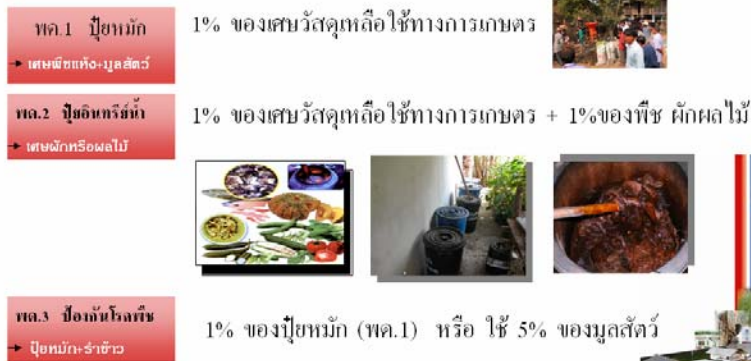 พด.1 ปุ๋ยหมัก
→ เศษพืชแห้ง+มูลสัตว์
1% ของเศษวัสดุเหลือใช้ทางการเกษตร
พด.2 ปุ๋ยอินทรีย์น้ำ
→ เศษผักหรือผลไม้
1% ของเศษวัสดุเหลือใช้ทางการเกษตร + 1%ของพืช ผักผลไม้
พด.3 ป้องกันโรคพืช
→ ปุ๋ยหมัก+รำข้าว
1% ของปุ๋ยหมัก (พด.1) หรือ ใช้ 5% ของมูลสัตว์